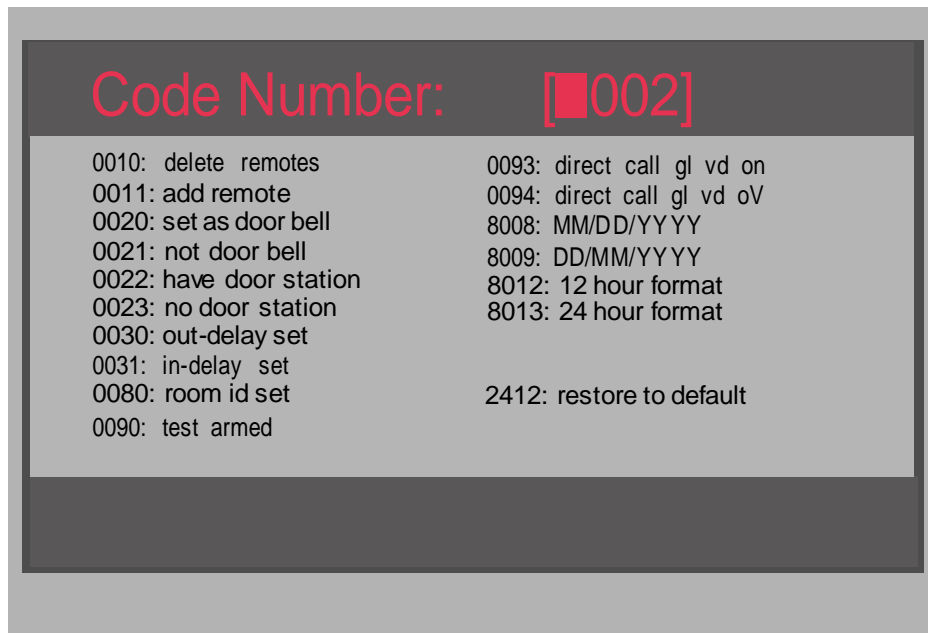 Code Number: [■002]
0010: delete remotes
0011: add remote
0020: set as door bell
0021: not door bell
0022: have door station
0023: no door station
0030: out-delay set
0031: in-delay set
0080: room id set
0090: test armed
0093: direct call gl vd on
0094: direct call gl vd oV
8008: MM/DD/YYYY
8009: DD/MM/YYYY
8012: 12 hour format
8013: 24 hour format
2412: restore to default